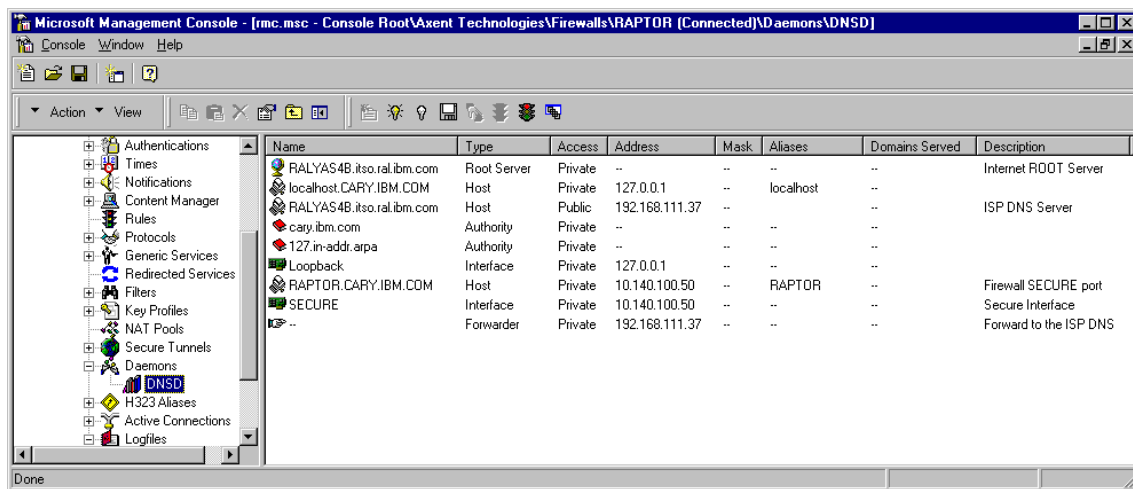 Microsoft Management Console - [rmc.msc - Console Root\Axent Technologies\Firewalls\RAPTOR (Connected)\Daemons\DNSD]
Console Window Help
Action View
Authentications
Times
Notifications
Content Manager
Rules
Protocols
Generic Services
Redirected Services
Filters
Key Profiles
NAT Pools
Secure Tunnels
Daemons
DNSD
H323 Aliases
Active Connections
Logfiles
Name Type Access Address Mask Aliases Domains Served Description
RALYAS4B.itso.ral.ibm.com Root Server Private -- -- -- -- Internet ROOT Server
localhost.CARY.IBM.COM Host Private 127.0.0.1 -- localhost --
RALYAS4B.itso.ral.ibm.com Host Public 192.168.111.37 -- -- -- ISP DNS Server
cary.ibm.com Authority Private -- -- -- --
127.in-addr.arpa Authority Private -- -- -- --
Loopback Interface Private 127.0.0.1 -- -- --
RAPTOR.CARY.IBM.COM Host Private 10.140.100.50 -- RAPTOR -- Firewall SECURE port
SECURE Interface Private 10.140.100.50 -- -- -- Secure Interface
-- Forwarder Private 192.168.111.37 -- -- -- Forward to the ISP DNS
Done